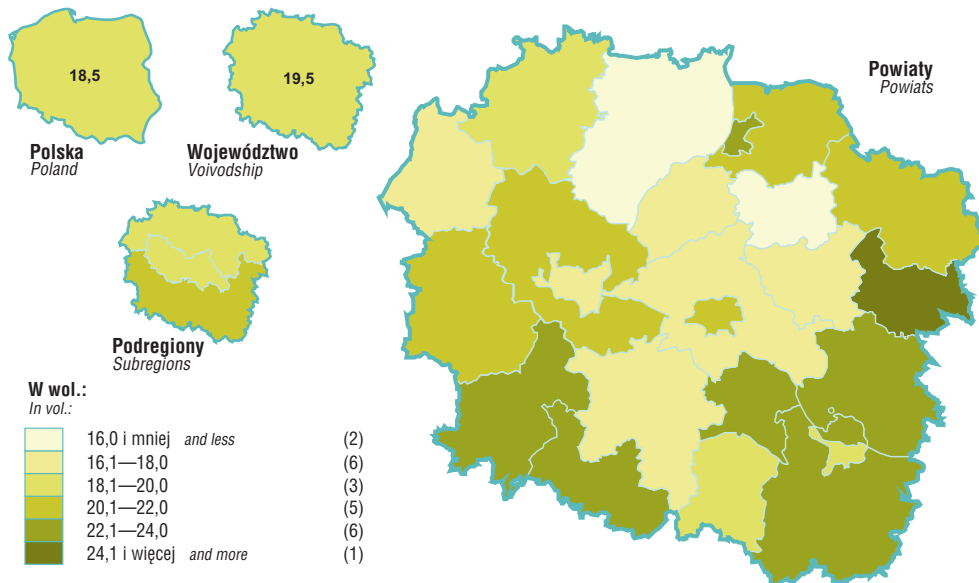 18,5
19,5
Polska
Poland
Województwo
Voivodship
Powiaty
Powiats
Podregiony
Subregions
W wol.:
In vol.:
16,0 i mniej and less (2)
16,1—18,0 (6)
18,1—20,0 (3)
20,1—22,0 (5)
22,1—24,0 (6)
24,1 i więcej and more (1)